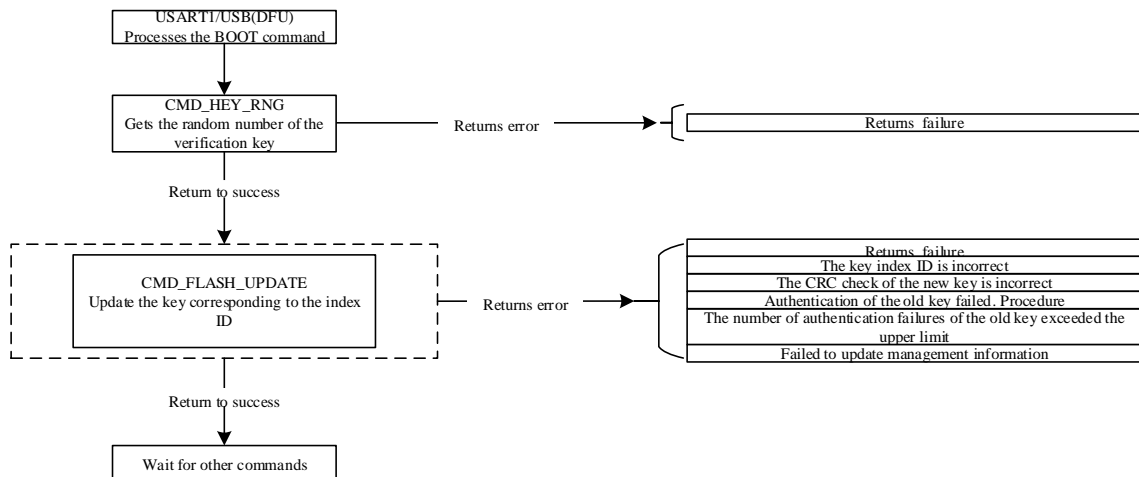 USART1/USB(DFU)
Processes the BOOT command
CMD_HEY_RNG
Gets the random number of the
verification key
Returns error
Returns failure
Return to success
CMD_FLASH_UPDATE
Update the key corresponding to the index
ID
Returns error
Returns failure
The key index ID is incorrect
The CRC check of the new key is incorrect
Authentication of the old key failed. Procedure
The number of authentication failures of the old key exceeded the
upper limit
Failed to update management information
Return to success
Wait for other commands